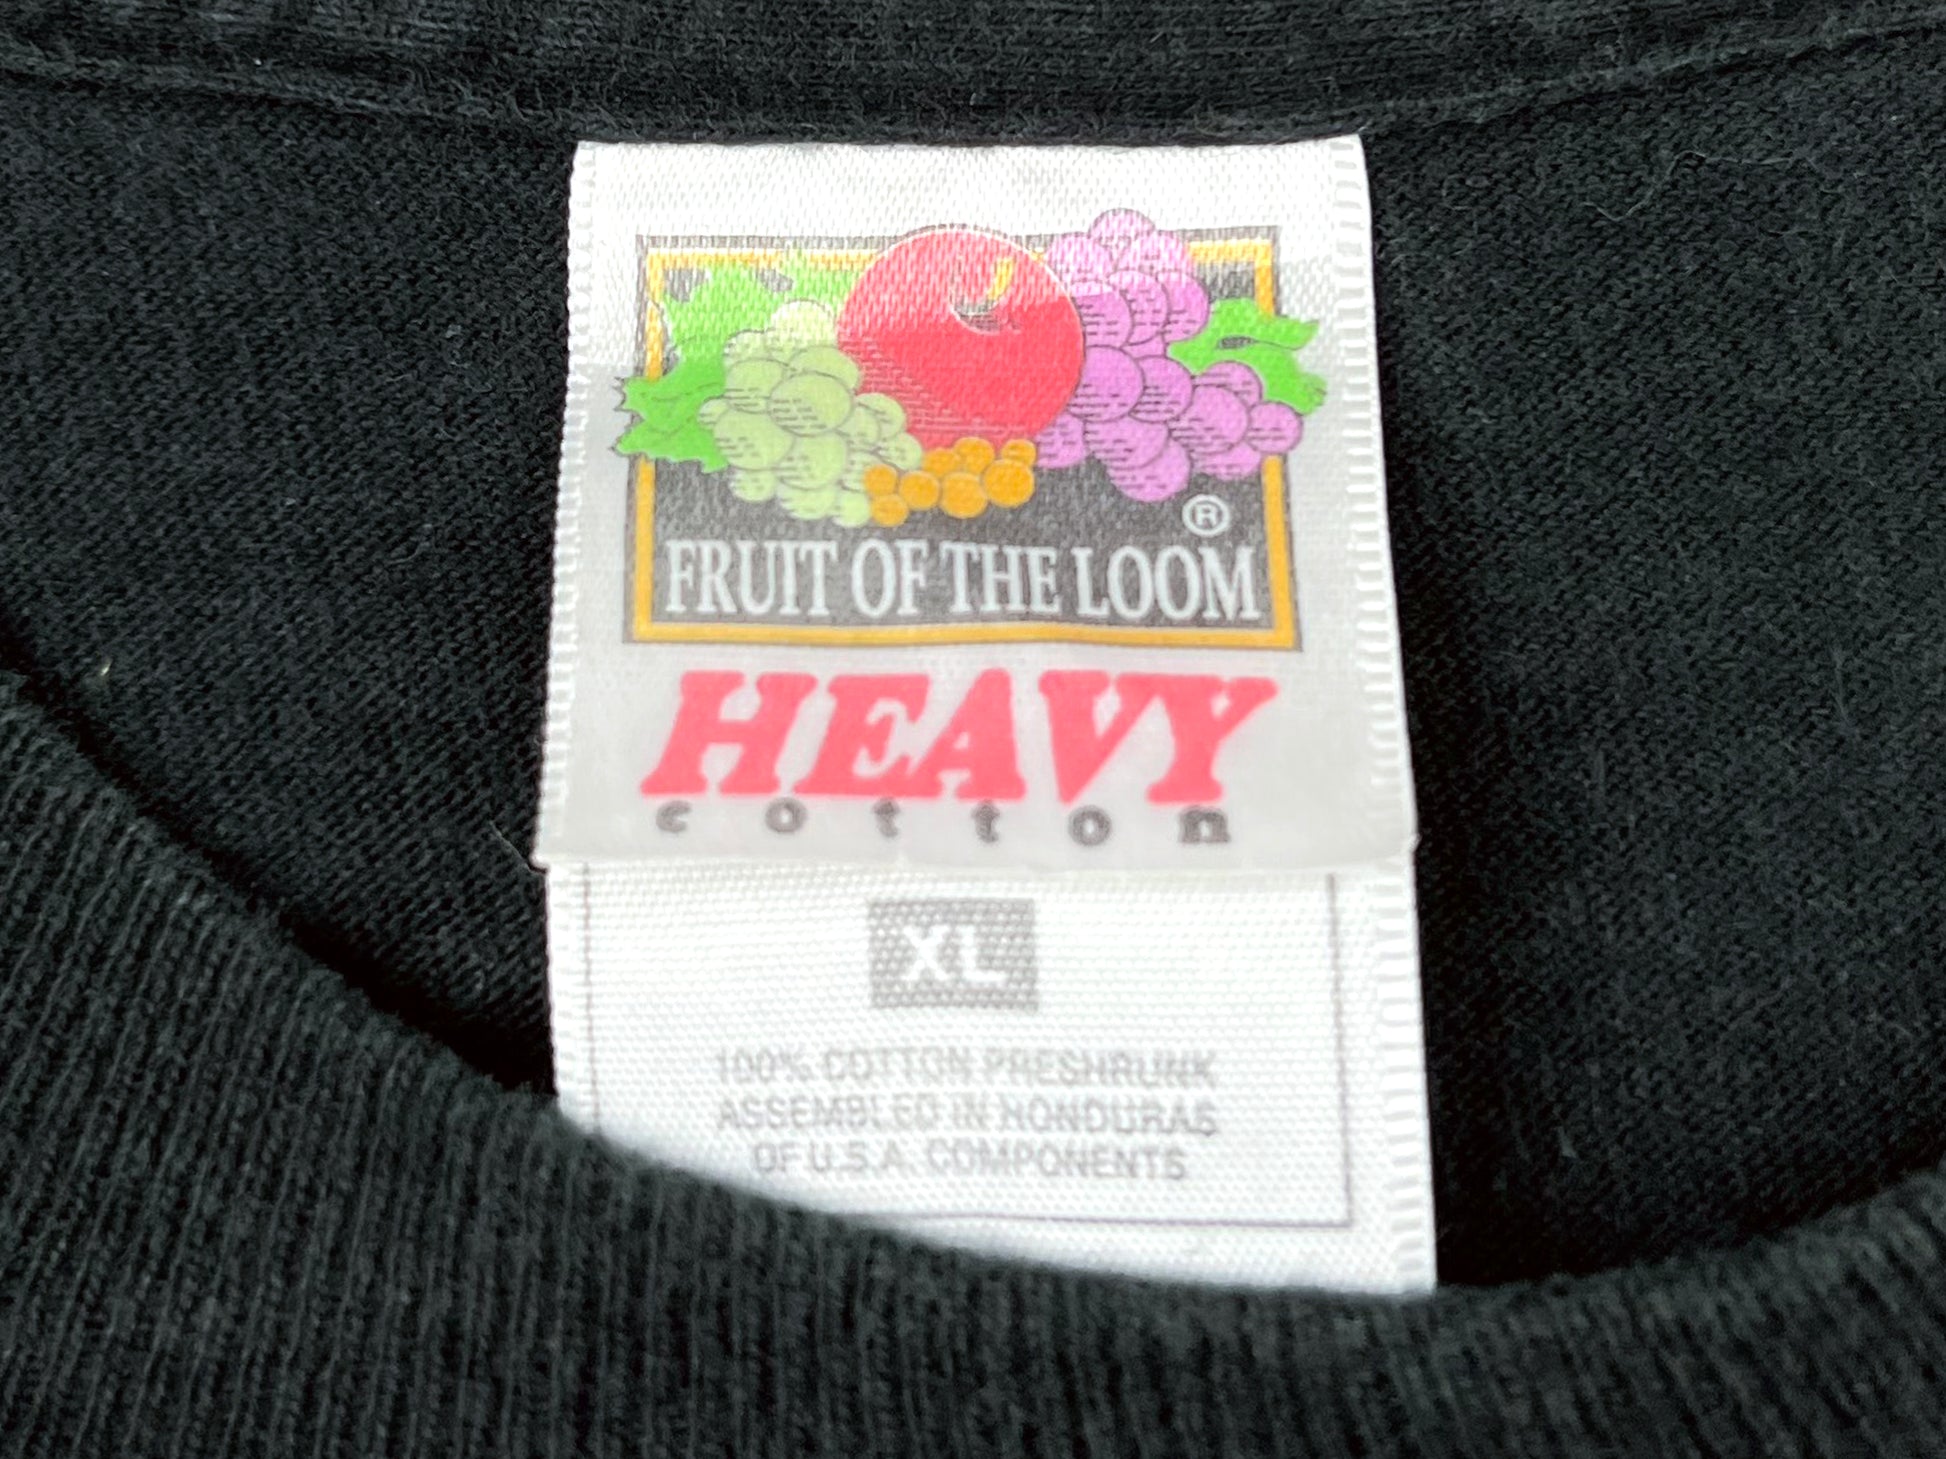 ®
FRUIT OF THE LOOM
HEAVY
cotton
XL
100% COTTON PRESHRUNK
ASSEMBLED IN HONDURAS
OF U.S.A. COMPONENTS